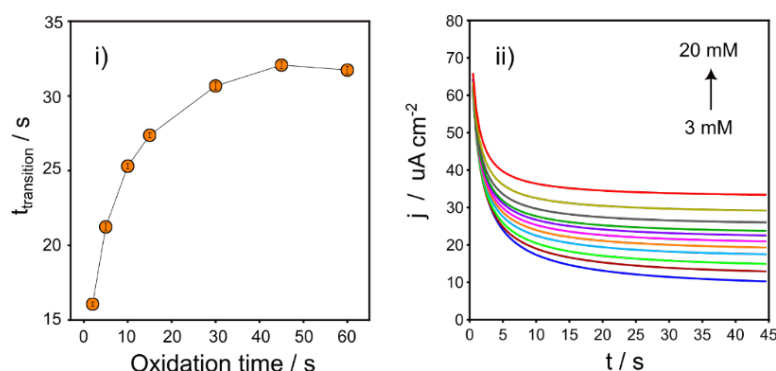 i)
35
30
25
20
15
t_transition / s
0 10 20 30 40 50 60
Oxidation time / s
ii)
80
70
60
50
40
30
20
10
0
j / uA cm⁻²
20 mM
3 mM
0 5 10 15 20 25 30 35 40 45
t / s